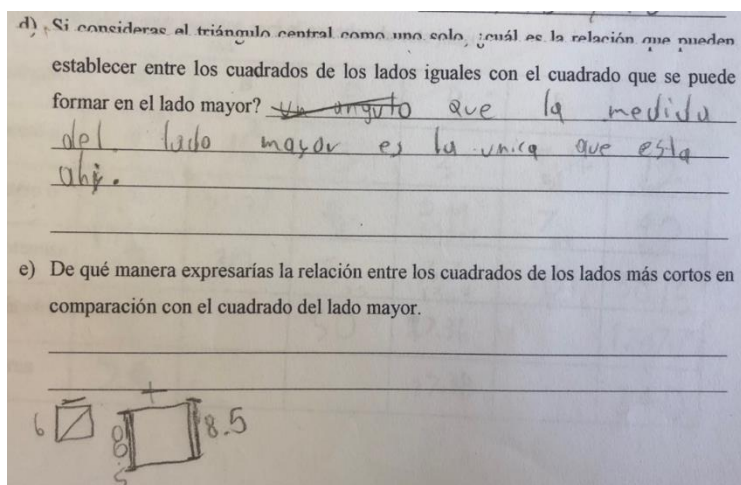 d) Si consideras el triángulo central como uno solo, ¿cuál es la relación que pueden
establecer entre los cuadrados de los lados iguales con el cuadrado que se puede
formar en el lado mayor? Un angulo que la medida
del lado mayor es la unica que esta
ahi.
e) De qué manera expresarías la relación entre los cuadrados de los lados más cortos en
comparación con el cuadrado del lado mayor.
6
8.5